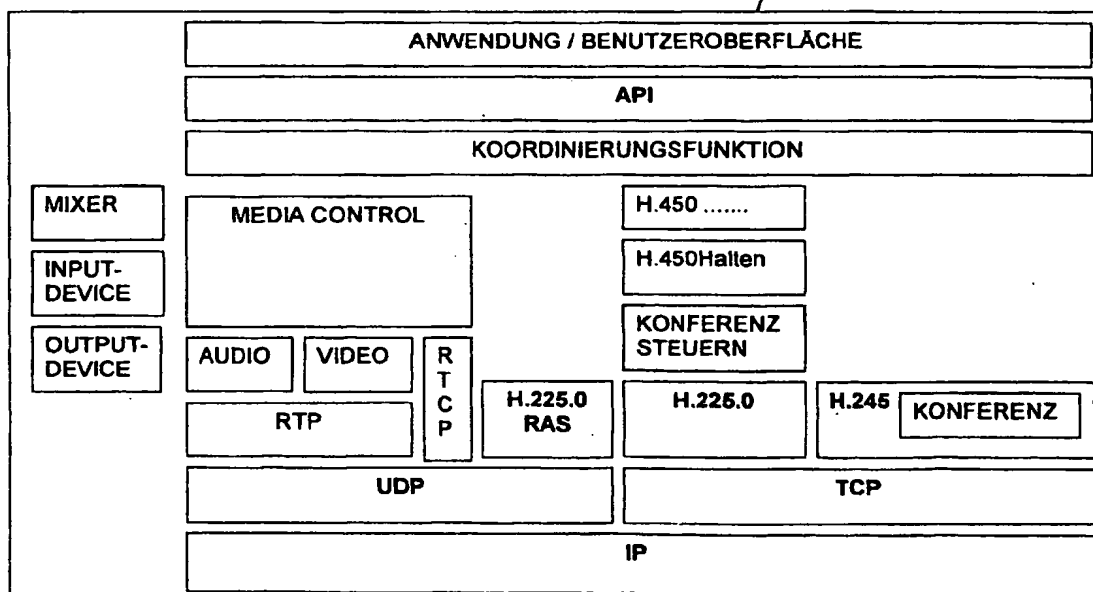 ANWENDUNG / BENUTZEROBERFLÄCHE
API
KOORDINIERUNGSFUNKTION
MIXER
INPUT-
DEVICE
OUTPUT-
DEVICE
MEDIA CONTROL
AUDIO
VIDEO
R
T
C
P
RTP
H.225.0
RAS
H.450 .......
H.450Halten
KONFERENZ
STEUERN
H.225.0
H.245
KONFERENZ
UDP
TCP
IP